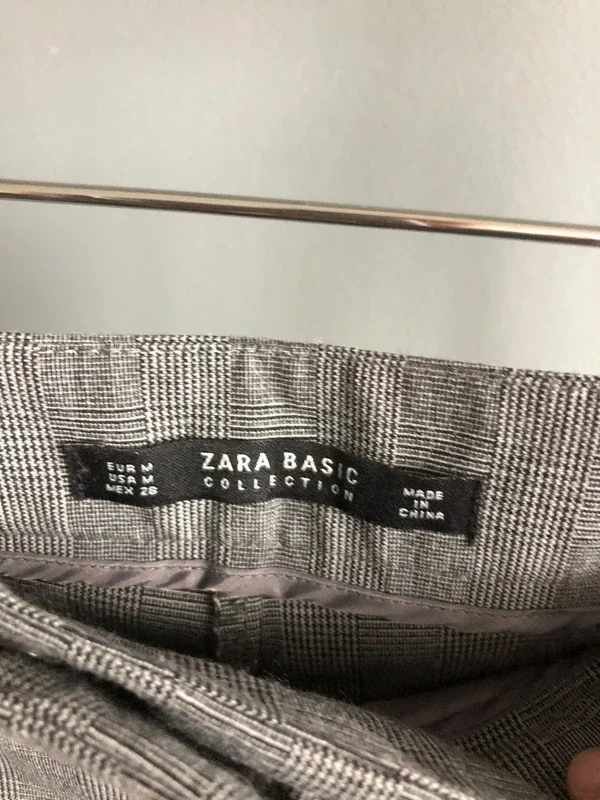 EUR M
USA M
MEX 28
ZARA BASIC
COLLECTION
MADE
IN
CHINA